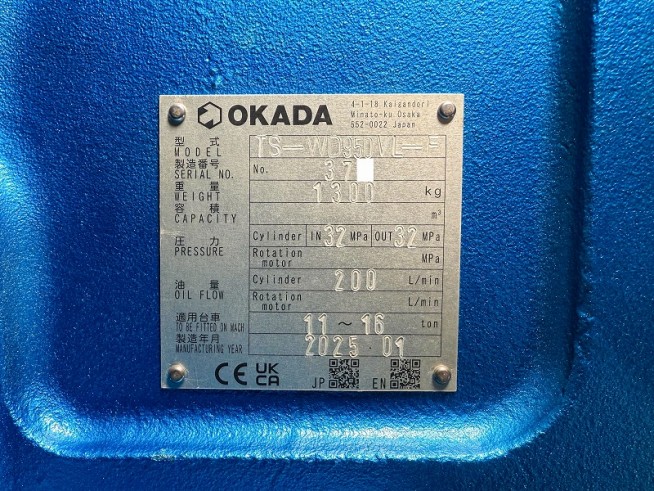 OKADA
4-1-18 Kaigandori
Minato-ku Osaka
552-0022 Japan
型式
MODEL
TS-WD950VL-F
製造番号
SERIAL NO.
No. 37
重量
WEIGHT
1300 kg
容積
CAPACITY
m³
圧力
PRESSURE
Cylinder IN 32 MPa OUT 32 MPa
Rotation motor MPa
油量
OIL FLOW
Cylinder 200 L/min
Rotation motor L/min
適用台車
TO BE FITTED ON MACH
11～16 ton
製造年月
MANUFACTURING YEAR
2025 01
CE UK CA
JP EN